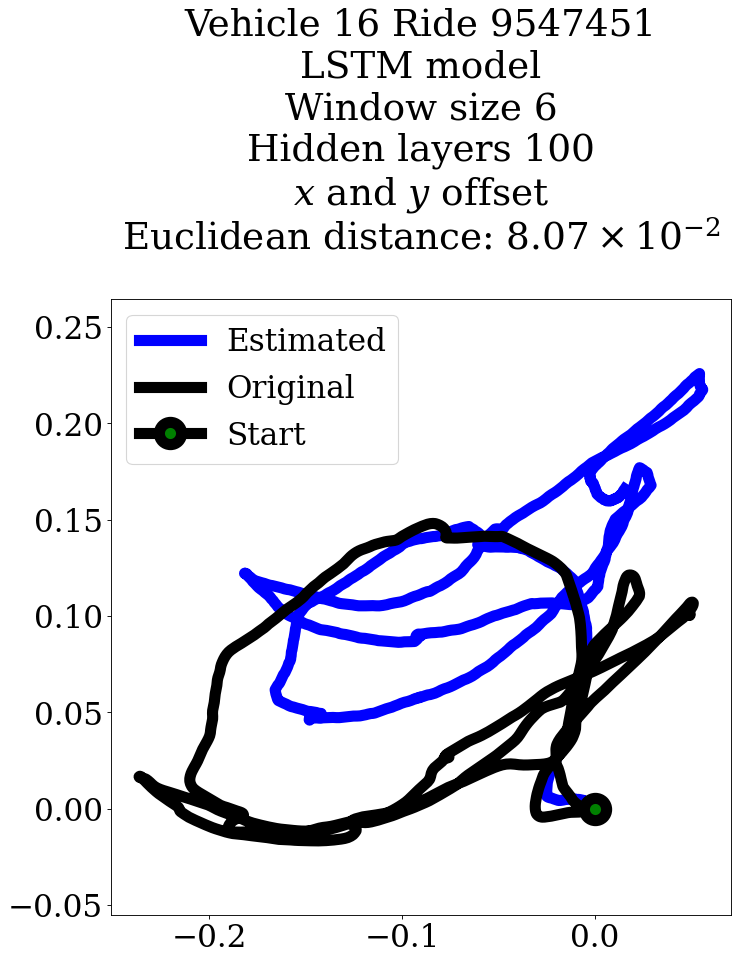 Vehicle 16 Ride 9547451
LSTM model
Window size 6
Hidden layers 100
x and y offset
Euclidean distance: 8.07 × 10⁻²
Estimated
Original
Start
0.25
0.20
0.15
0.10
0.05
0.00
−0.05
−0.2
−0.1
0.0